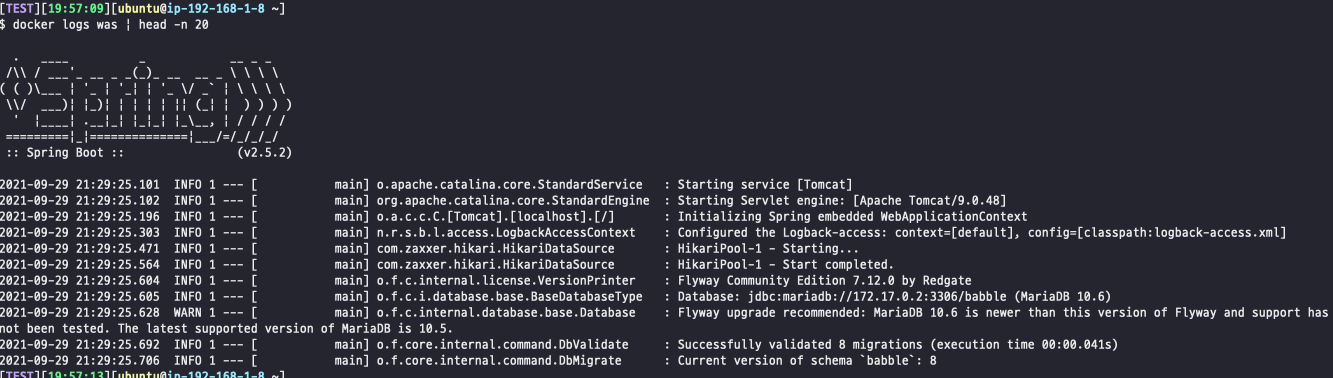 [TEST][19:57:09][ubuntu@ip-192-168-1-8 ~]
$ docker logs was | head -n 20
  .   ____          _            __ _ _
 /\\ / ___'_ __ _ _(_)_ __  __ _ \ \ \ \
( ( )\___ | '_ | '_| | '_ \/ _` | \ \ \ \
 \\/  ___)| |_)| | | | | || (_| |  ) ) ) )
  '  |____| .__|_| |_|_| |_\__, | / / / /
 =========|_|==============|___/=/_/_/_/
 :: Spring Boot ::                (v2.5.2)
2021-09-29 21:29:25.101  INFO 1 --- [           main] o.apache.catalina.core.StandardService   : Starting service [Tomcat]
2021-09-29 21:29:25.102  INFO 1 --- [           main] org.apache.catalina.core.StandardEngine  : Starting Servlet engine: [Apache Tomcat/9.0.48]
2021-09-29 21:29:25.196  INFO 1 --- [           main] o.a.c.c.C.[Tomcat].[localhost].[/]       : Initializing Spring embedded WebApplicationContext
2021-09-29 21:29:25.303  INFO 1 --- [           main] n.r.s.b.l.access.LogbackAccessContext    : Configured the Logback-access: context=[default], config=[classpath:logback-access.xml]
2021-09-29 21:29:25.471  INFO 1 --- [           main] com.zaxxer.hikari.HikariDataSource       : HikariPool-1 - Starting...
2021-09-29 21:29:25.564  INFO 1 --- [           main] com.zaxxer.hikari.HikariDataSource       : HikariPool-1 - Start completed.
2021-09-29 21:29:25.604  INFO 1 --- [           main] o.f.c.internal.license.VersionPrinter    : Flyway Community Edition 7.12.0 by Redgate
2021-09-29 21:29:25.605  INFO 1 --- [           main] o.f.c.i.database.base.BaseDatabaseType   : Database: jdbc:mariadb://172.17.0.2:3306/babble (MariaDB 10.6)
2021-09-29 21:29:25.628  WARN 1 --- [           main] o.f.c.internal.database.base.Database    : Flyway upgrade recommended: MariaDB 10.6 is newer than this version of Flyway and support has
not been tested. The latest supported version of MariaDB is 10.5.
2021-09-29 21:29:25.692  INFO 1 --- [           main] o.f.core.internal.command.DbValidate     : Successfully validated 8 migrations (execution time 00:00.041s)
2021-09-29 21:29:25.706  INFO 1 --- [           main] o.f.core.internal.command.DbMigrate      : Current version of schema `babble`: 8
[TEST][19:57:13][ubuntu@ip-192-168-1-8 ~]